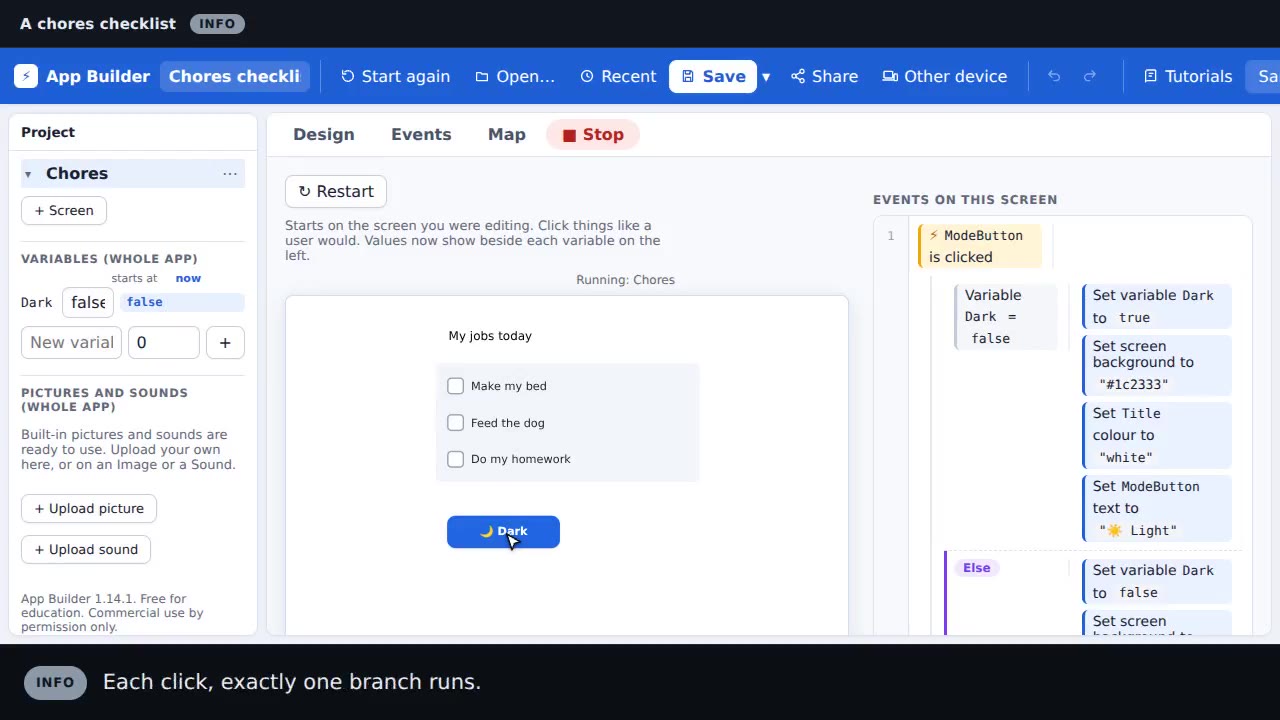 A chores checklist INFO
⚡ App Builder Chores checkli Start again Open... Recent Save ▾ Share Other device Tutorials Sa
Project
▾ Chores ...
+ Screen
VARIABLES (WHOLE APP)
starts at now
Dark false false
New variab 0 +
PICTURES AND SOUNDS
(WHOLE APP)
Built-in pictures and sounds are
ready to use. Upload your own
here, or on an Image or a Sound.
+ Upload picture
+ Upload sound
App Builder 1.14.1. Free for
education. Commercial use by
permission only.
Design Events Map ■ Stop
↻ Restart
Starts on the screen you were editing. Click things like a
user would. Values now show beside each variable on the
left.
Running: Chores
My jobs today
Make my bed
Feed the dog
Do my homework
🌙 Dark
EVENTS ON THIS SCREEN
1
⚡ ModeButton
is clicked
Variable
Dark =
false
Set variable Dark
to true
Set screen
background to
"#1c2333"
Set Title
colour to
"white"
Set ModeButton
text to
"☀️ Light"
Else
Set variable Dark
to false
Set screen
background to
INFO Each click, exactly one branch runs.